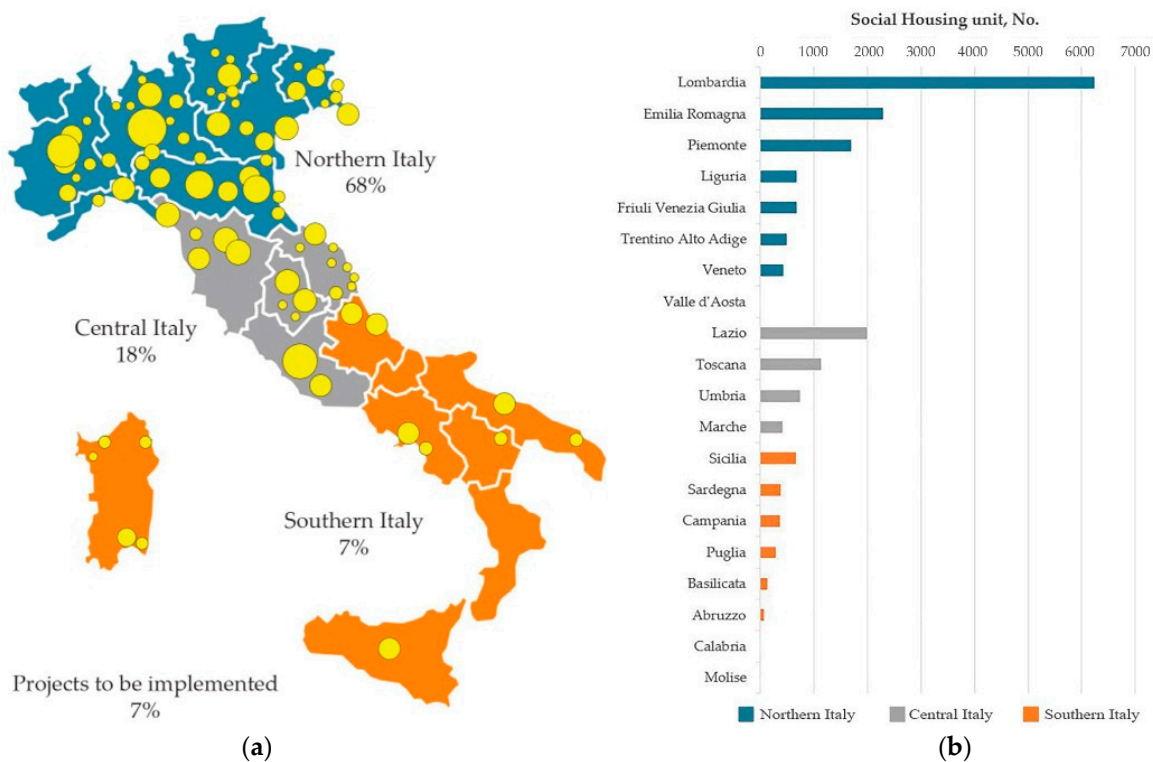 Northern Italy
68%
Central Italy
18%
Southern Italy
7%
Projects to be implemented
7%
(a)
Social Housing unit, No.
0 1000 2000 3000 4000 5000 6000 7000
Lombardia
Emilia Romagna
Piemonte
Liguria
Friuli Venezia Giulia
Trentino Alto Adige
Veneto
Valle d'Aosta
Lazio
Toscana
Umbria
Marche
Sicilia
Sardegna
Campania
Puglia
Basilicata
Abruzzo
Calabria
Molise
Northern Italy Central Italy Southern Italy
(b)